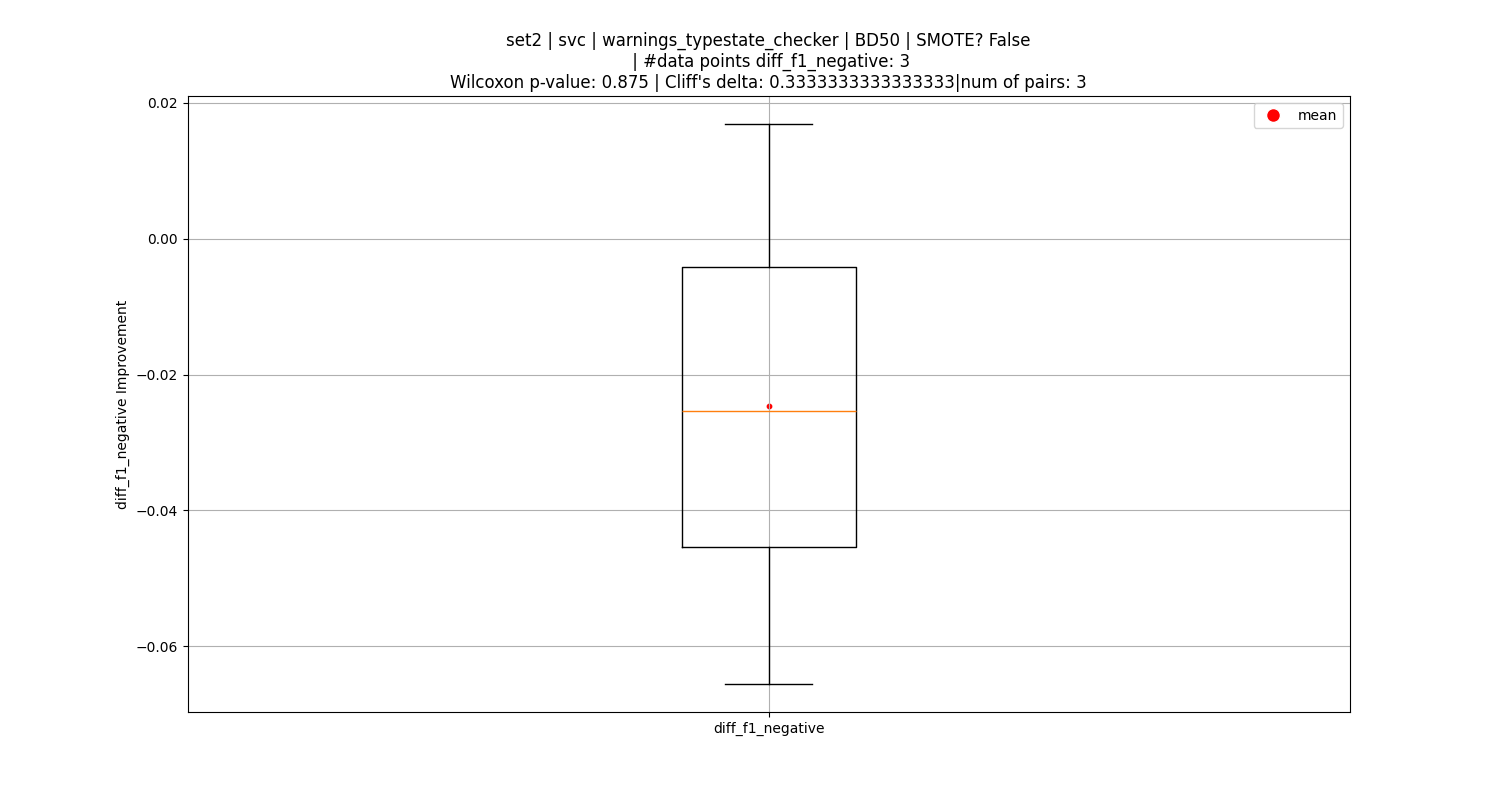 set2 | svc | warnings_typestate_checker | BD50 | SMOTE? False
| #data points diff_f1_negative: 3
Wilcoxon p-value: 0.875 | Cliff's delta: 0.3333333333333333|num of pairs: 3
mean
0.02
0.00
−0.02
−0.04
−0.06
diff_f1_negative Improvement
diff_f1_negative